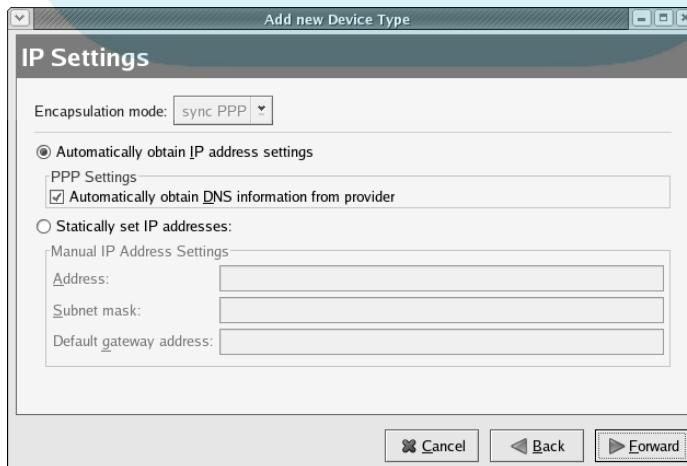 Add new Device Type
IP Settings
Encapsulation mode: sync PPP
Automatically obtain IP address settings
PPP Settings
Automatically obtain DNS information from provider
Statically set IP addresses:
Manual IP Address Settings
Address:
Subnet mask:
Default gateway address:
Cancel Back Forward